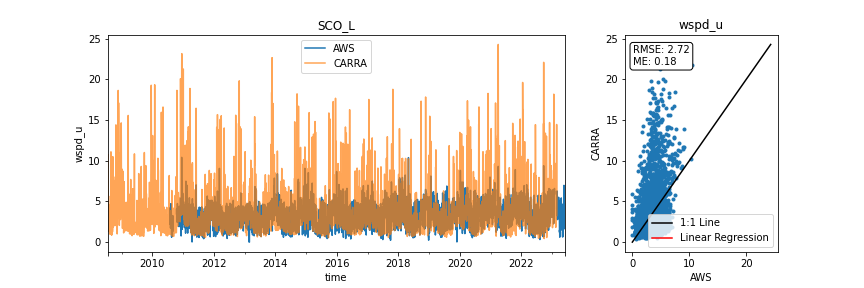 SCO_L
wspd_u
25
20
15
10
5
0
2010
2012
2014
2016
2018
2020
2022
time
AWS
CARRA
wspd_u
CARRA
25
20
15
10
5
0
0
10
20
AWS
RMSE: 2.72
ME: 0.18
1:1 Line
Linear Regression